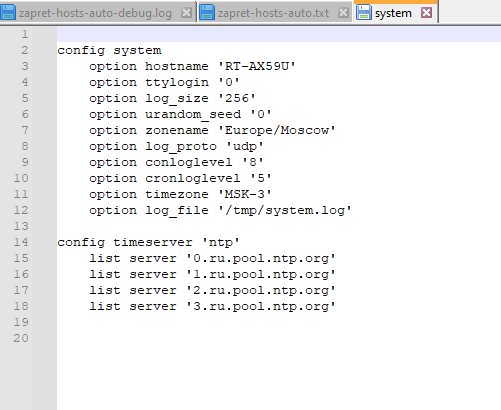 zapret-hosts-auto-debug.log zapret-hosts-auto.txt system
1
2 config system
3 option hostname 'RT-AX59U'
4 option ttylogin '0'
5 option log_size '256'
6 option urandom_seed '0'
7 option zonename 'Europe/Moscow'
8 option log_proto 'udp'
9 option conloglevel '8'
10 option cronloglevel '5'
11 option timezone 'MSK-3'
12 option log_file '/tmp/system.log'
13
14 config timeserver 'ntp'
15 list server '0.ru.pool.ntp.org'
16 list server '1.ru.pool.ntp.org'
17 list server '2.ru.pool.ntp.org'
18 list server '3.ru.pool.ntp.org'
19
20